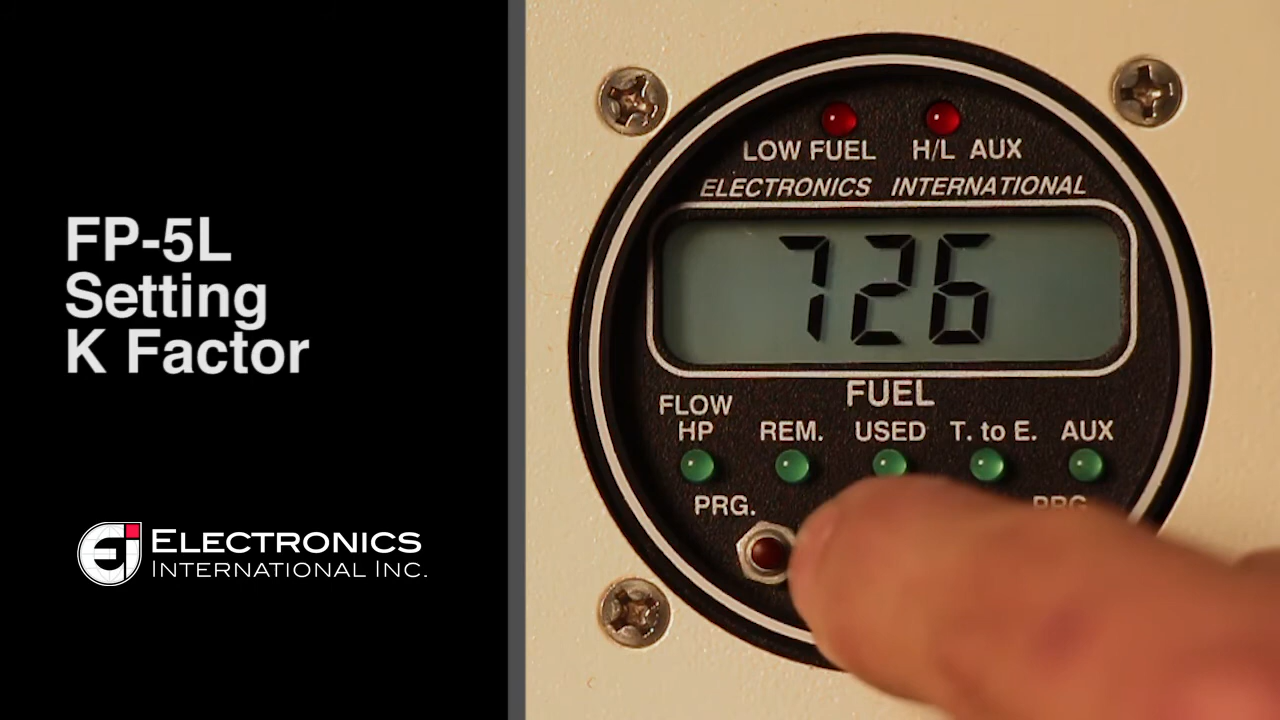 FP-5L
Setting
K Factor
ELECTRONICS
INTERNATIONAL INC.
LOW FUEL H/L AUX
ELECTRONICS INTERNATIONAL
726
FUEL
FLOW
HP REM. USED T. to E. AUX
PRG. PRG.